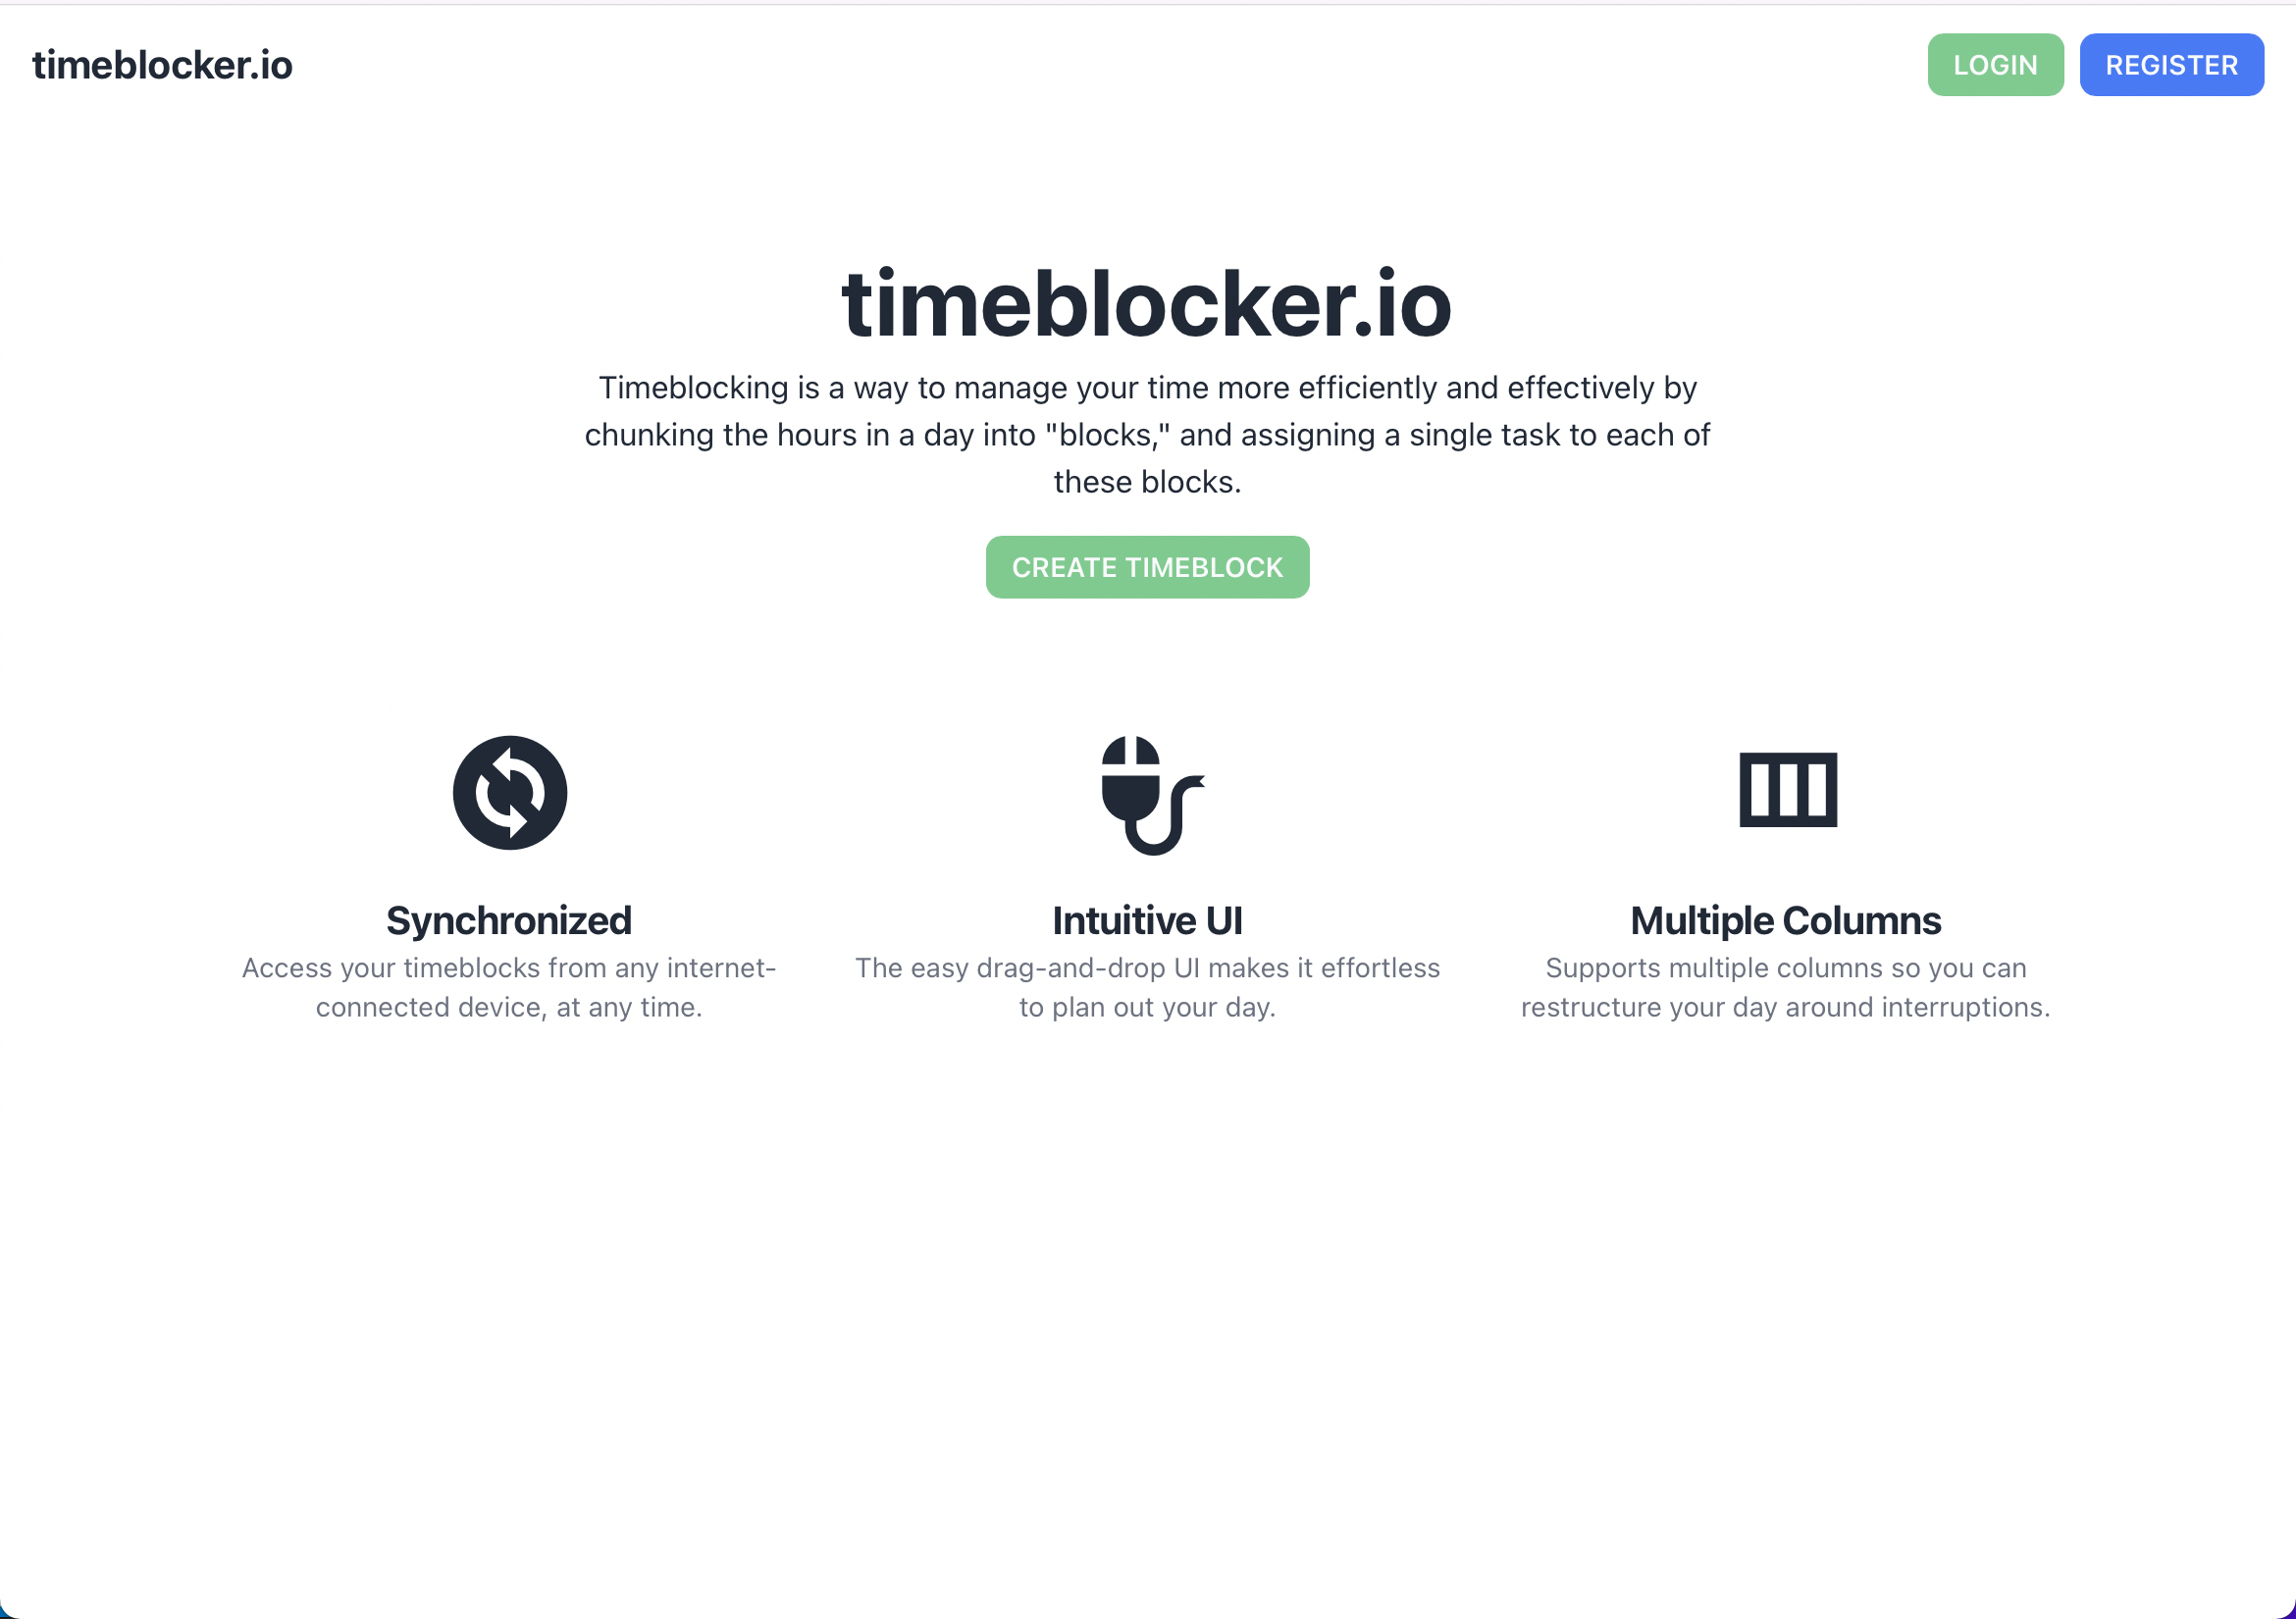 timeblocker.io
LOGIN
REGISTER
timeblocker.io
Timeblocking is a way to manage your time more efficiently and effectively by
chunking the hours in a day into "blocks," and assigning a single task to each of
these blocks.
CREATE TIMEBLOCK
Synchronized
Access your timeblocks from any internet-
connected device, at any time.
Intuitive UI
The easy drag-and-drop UI makes it effortless
to plan out your day.
Multiple Columns
Supports multiple columns so you can
restructure your day around interruptions.